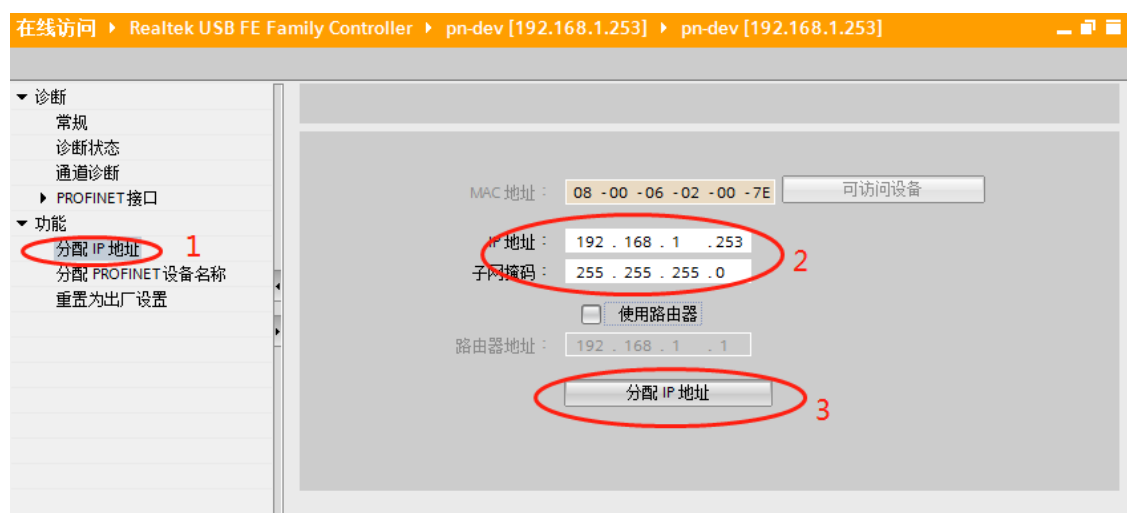 在线访问 ▸ Realtek USB FE Family Controller ▸ pn-dev [192.168.1.253] ▸ pn-dev [192.168.1.253]
诊断
常规
诊断状态
通道诊断
PROFINET接口
功能
分配 IP 地址 1
分配 PROFINET设备名称
重置为出厂设置
MAC 地址: 08 -00 -06 -02 -00 -7E 可访问设备
IP 地址: 192 . 168 . 1 .253
子网掩码: 255 . 255 . 255 .0
2
使用路由器
路由器地址: 192 . 168 . 1 . 1
分配 IP 地址 3